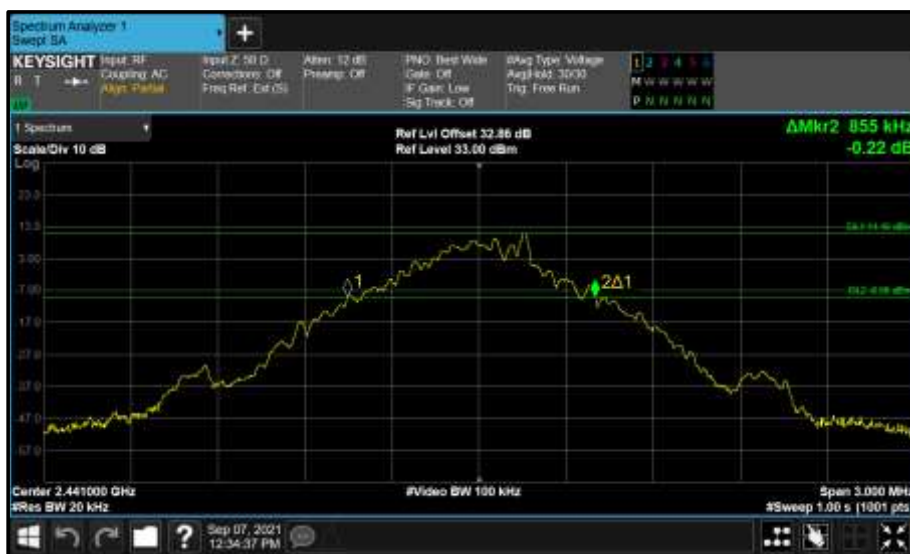 Spectrum Analyzer 1
Swept SA
+
KEYSIGHT
R T
Input: RF
Coupling: AC
Align: Partial
Input Z: 50 Ω
Corrections: Off
Freq Ref: Ext (S)
Atten: 12 dB
Preamp: Off
PNO: Best Wide
Gate: Off
IF Gain: Low
Sig Track: Off
#Avg Type: Voltage
Avg|Hold: 30/30
Trig: Free Run
1 2 3 4 5 6
M W W W W W
P N N N N N
1 Spectrum
Scale/Div 10 dB
Ref Lvl Offset 32.86 dB
Ref Level 33.00 dBm
ΔMkr2 855 kHz
-0.22 dB
Log
23.0
13.0
3.00
-7.00
-17.0
-27.0
-37.0
-47.0
-57.0
1
2Δ1
Center 2.441000 GHz
#Res BW 20 kHz
#Video BW 100 kHz
Span 3.000 MHz
#Sweep 1.00 s (1001 pts
?
Sep 07, 2021
12:34:37 PM